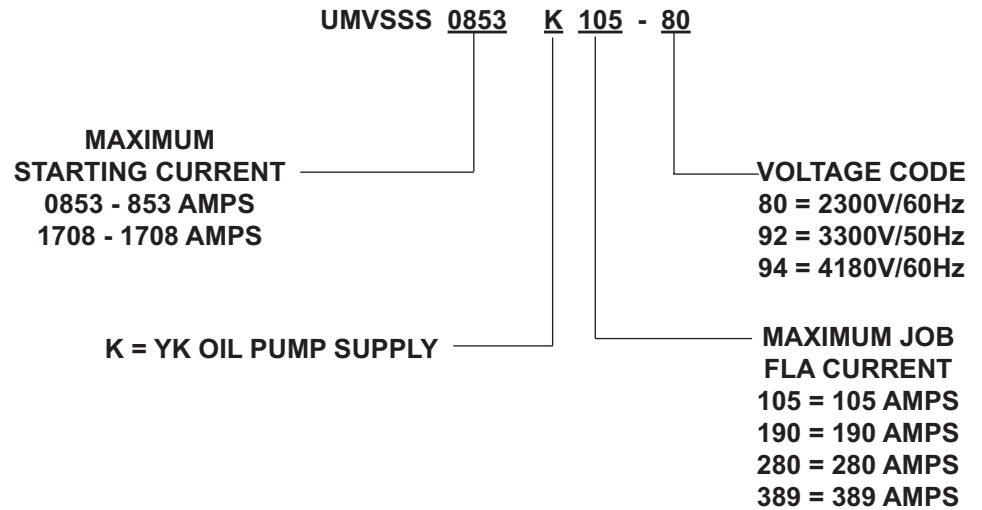 UMVSSS 0853 K 105 - 80
MAXIMUM
STARTING CURRENT
0853 - 853 AMPS
1708 - 1708 AMPS
VOLTAGE CODE
80 = 2300V/60Hz
92 = 3300V/50Hz
94 = 4180V/60Hz
K = YK OIL PUMP SUPPLY
MAXIMUM JOB
FLA CURRENT
105 = 105 AMPS
190 = 190 AMPS
280 = 280 AMPS
389 = 389 AMPS